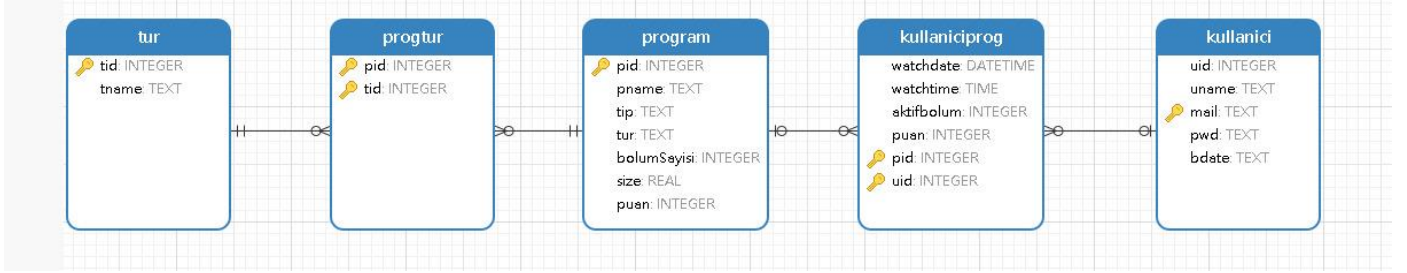 tur
tid: INTEGER
tname: TEXT
progtur
pid: INTEGER
tid: INTEGER
program
pid: INTEGER
pname: TEXT
tip: TEXT
tur: TEXT
bolumSayisi: INTEGER
size: REAL
puan: INTEGER
kullaniciprog
watchdate: DATETIME
watchtime: TIME
aktifbolum: INTEGER
puan: INTEGER
pid: INTEGER
uid: INTEGER
kullanici
uid: INTEGER
uname: TEXT
mail: TEXT
pwd: TEXT
bdate: TEXT